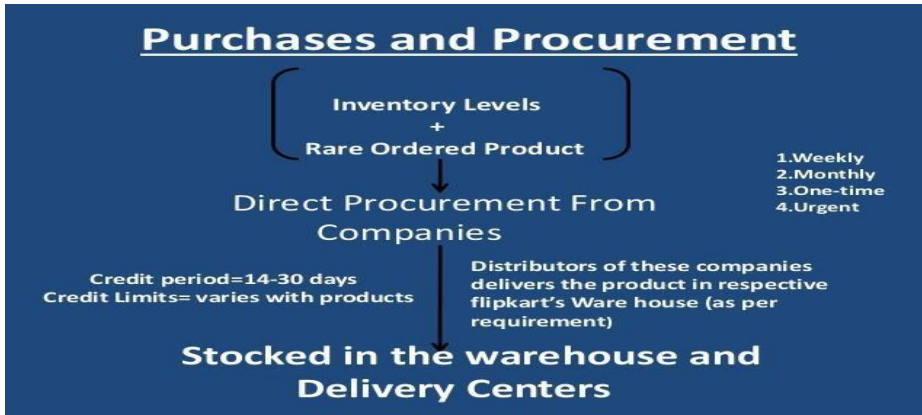 Purchases and Procurement
Inventory Levels
+
Rare Ordered Product
1.Weekly
2.Monthly
3.One-time
4.Urgent
Direct Procurement From
Companies
Credit period=14-30 days
Credit Limits= varies with products
Distributors of these companies
delivers the product in respective
flipkart's Ware house (as per
requirement)
Stocked in the warehouse and
Delivery Centers